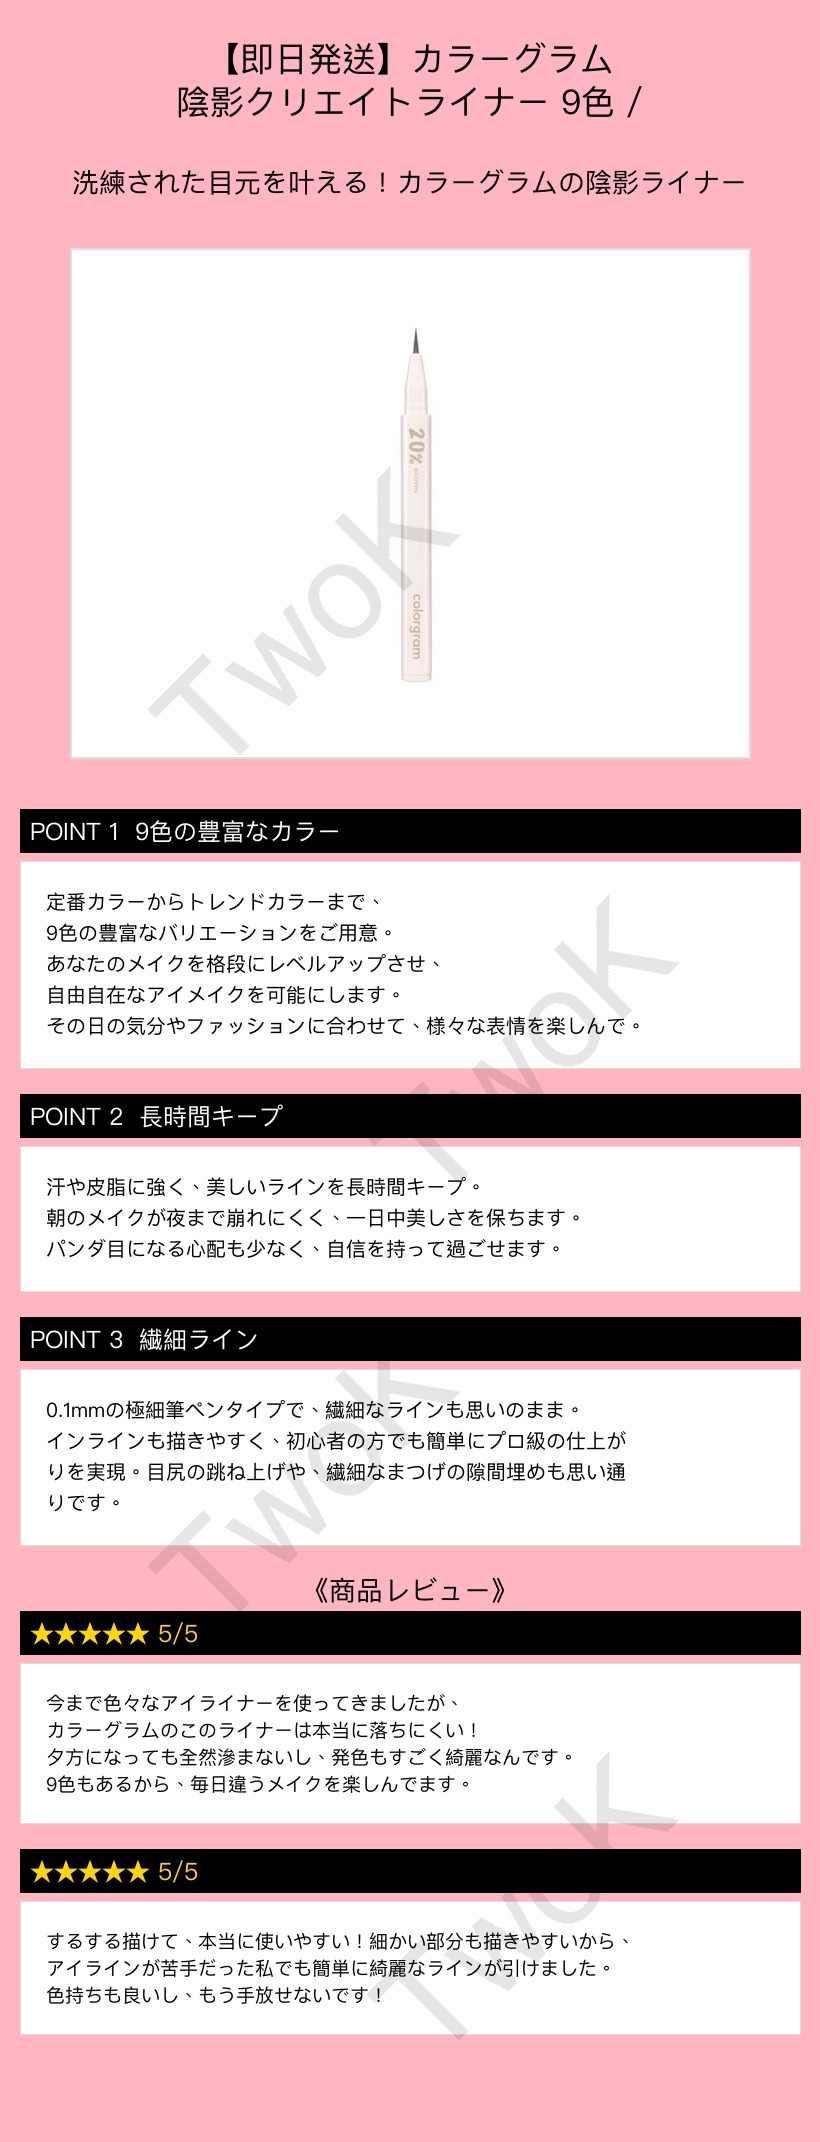 【即日発送】カラーグラム
陰影クリエイトライナー 9色 /
洗練された目元を叶える！カラーグラムの陰影ライナー
20% BROWN
colorgram
TwoK
POINT 1 9色の豊富なカラー
定番カラーからトレンドカラーまで、
9色の豊富なバリエーションをご用意。
あなたのメイクを格段にレベルアップさせ、
自由自在なアイメイクを可能にします。
その日の気分やファッションに合わせて、様々な表情を楽しんで。
TwoK
POINT 2 長時間キープ
汗や皮脂に強く、美しいラインを長時間キープ。
朝のメイクが夜まで崩れにくく、一日中美しさを保ちます。
パンダ目になる心配も少なく、自信を持って過ごせます。
POINT 3 繊細ライン
0.1mmの極細筆ペンタイプで、繊細なラインも思いのまま。
インラインも描きやすく、初心者の方でも簡単にプロ級の仕上が
りを実現。目尻の跳ね上げや、繊細なまつげの隙間埋めも思い通
りです。
TwoK
《商品レビュー》
★★★★★ 5/5
今まで色々なアイライナーを使ってきましたが、
カラーグラムのこのライナーは本当に落ちにくい！
夕方になっても全然滲まないし、発色もすごく綺麗なんです。
9色もあるから、毎日違うメイクを楽しんでます。
TwoK
★★★★★ 5/5
するする描けて、本当に使いやすい！細かい部分も描きやすいから、
アイラインが苦手だった私でも簡単に綺麗なラインが引けました。
色持ちも良いし、もう手放せないです！